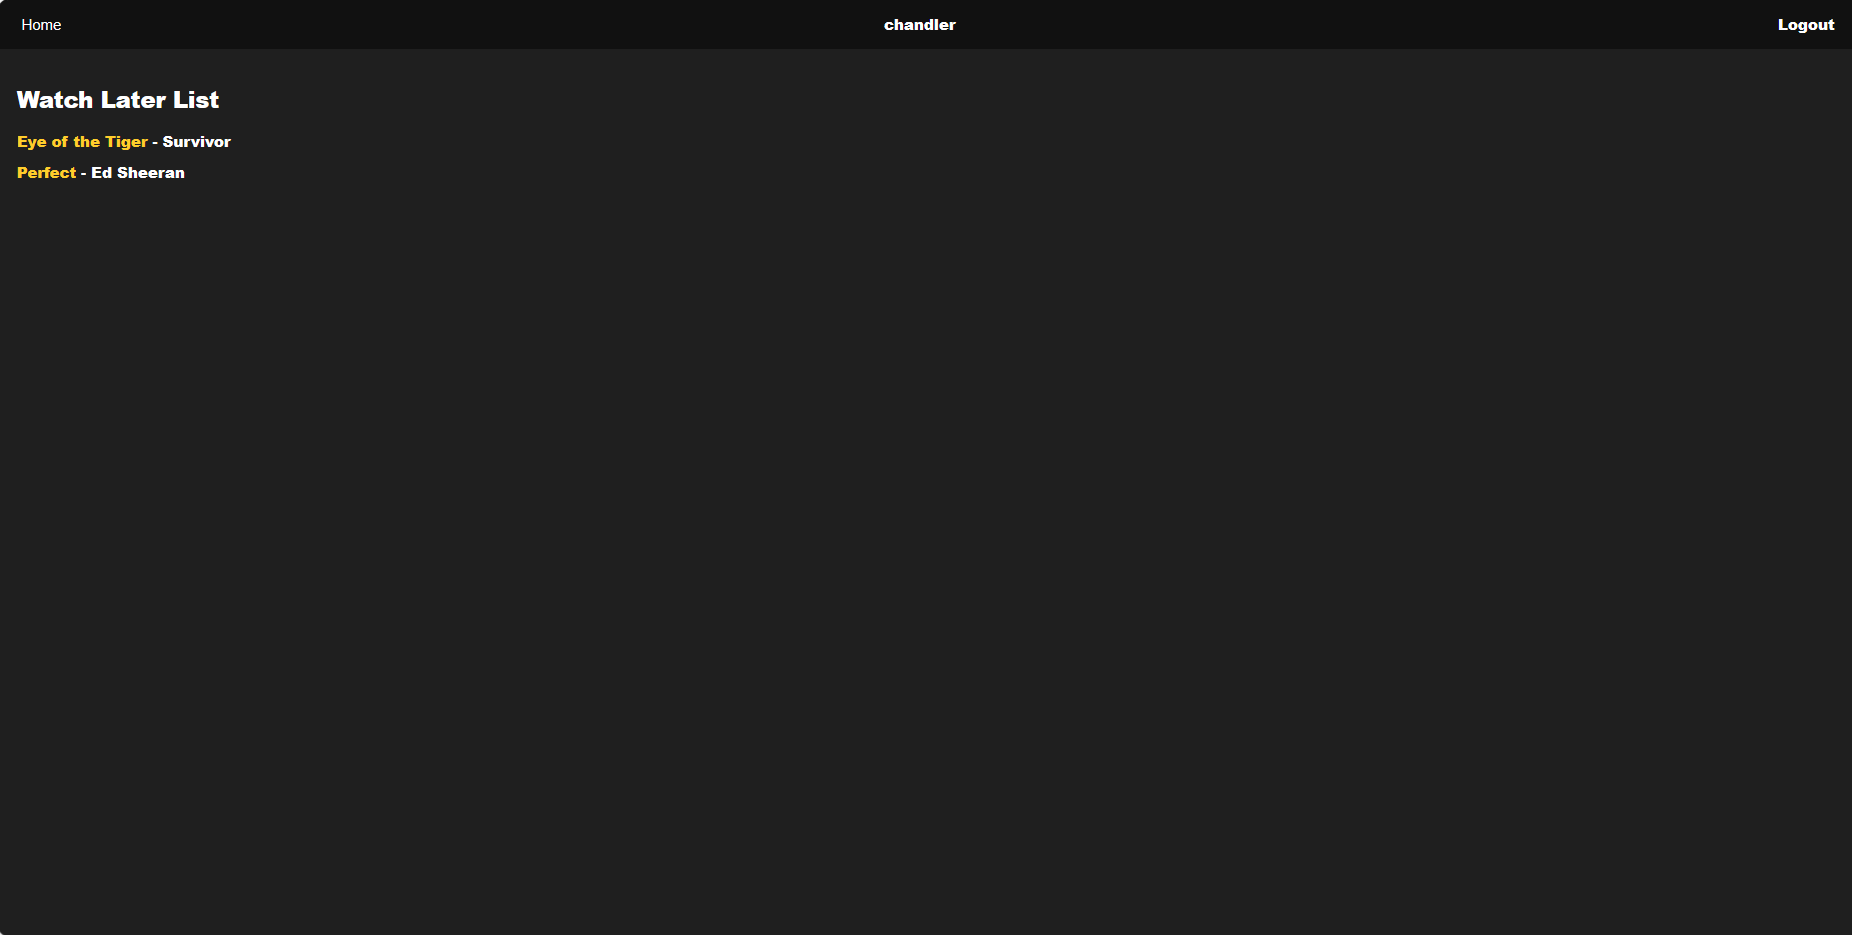 Home chandler Logout
Watch Later List
Eye of the Tiger - Survivor
Perfect - Ed Sheeran